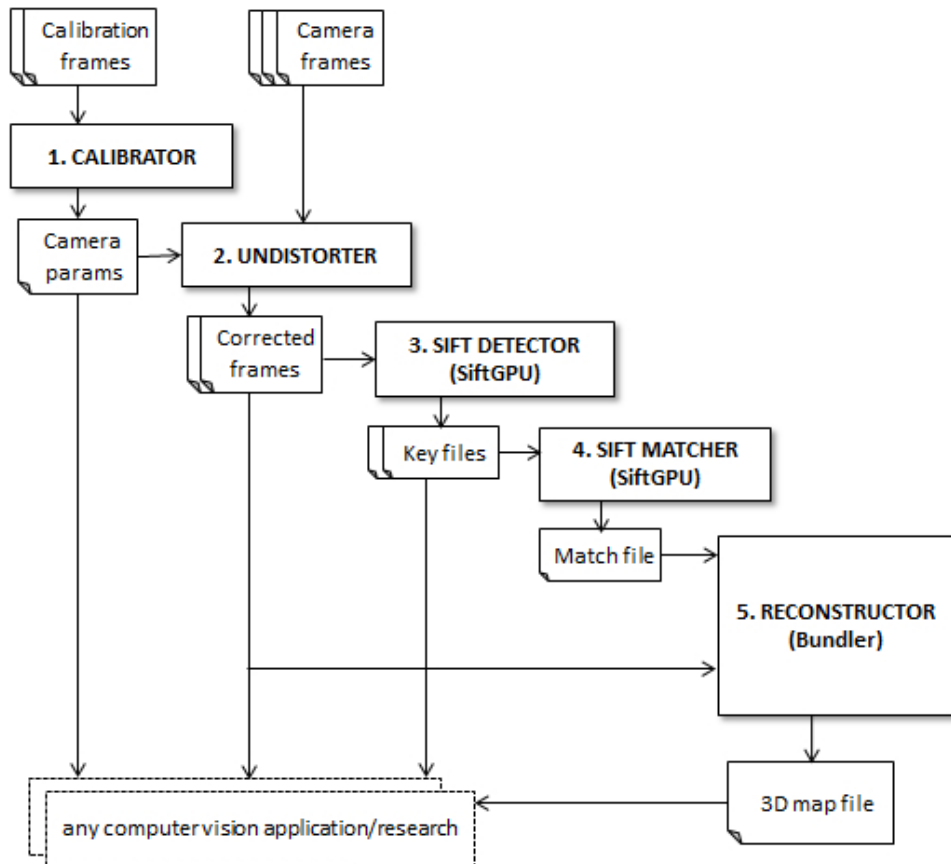 Calibration
frames
Camera
frames
1. CALIBRATOR
Camera
params
2. UNDISTORTER
Corrected
frames
3. SIFT DETECTOR
(SiftGPU)
Key files
4. SIFT MATCHER
(SiftGPU)
Match file
5. RECONSTRUCTOR
(Bundler)
3D map file
any computer vision application/research